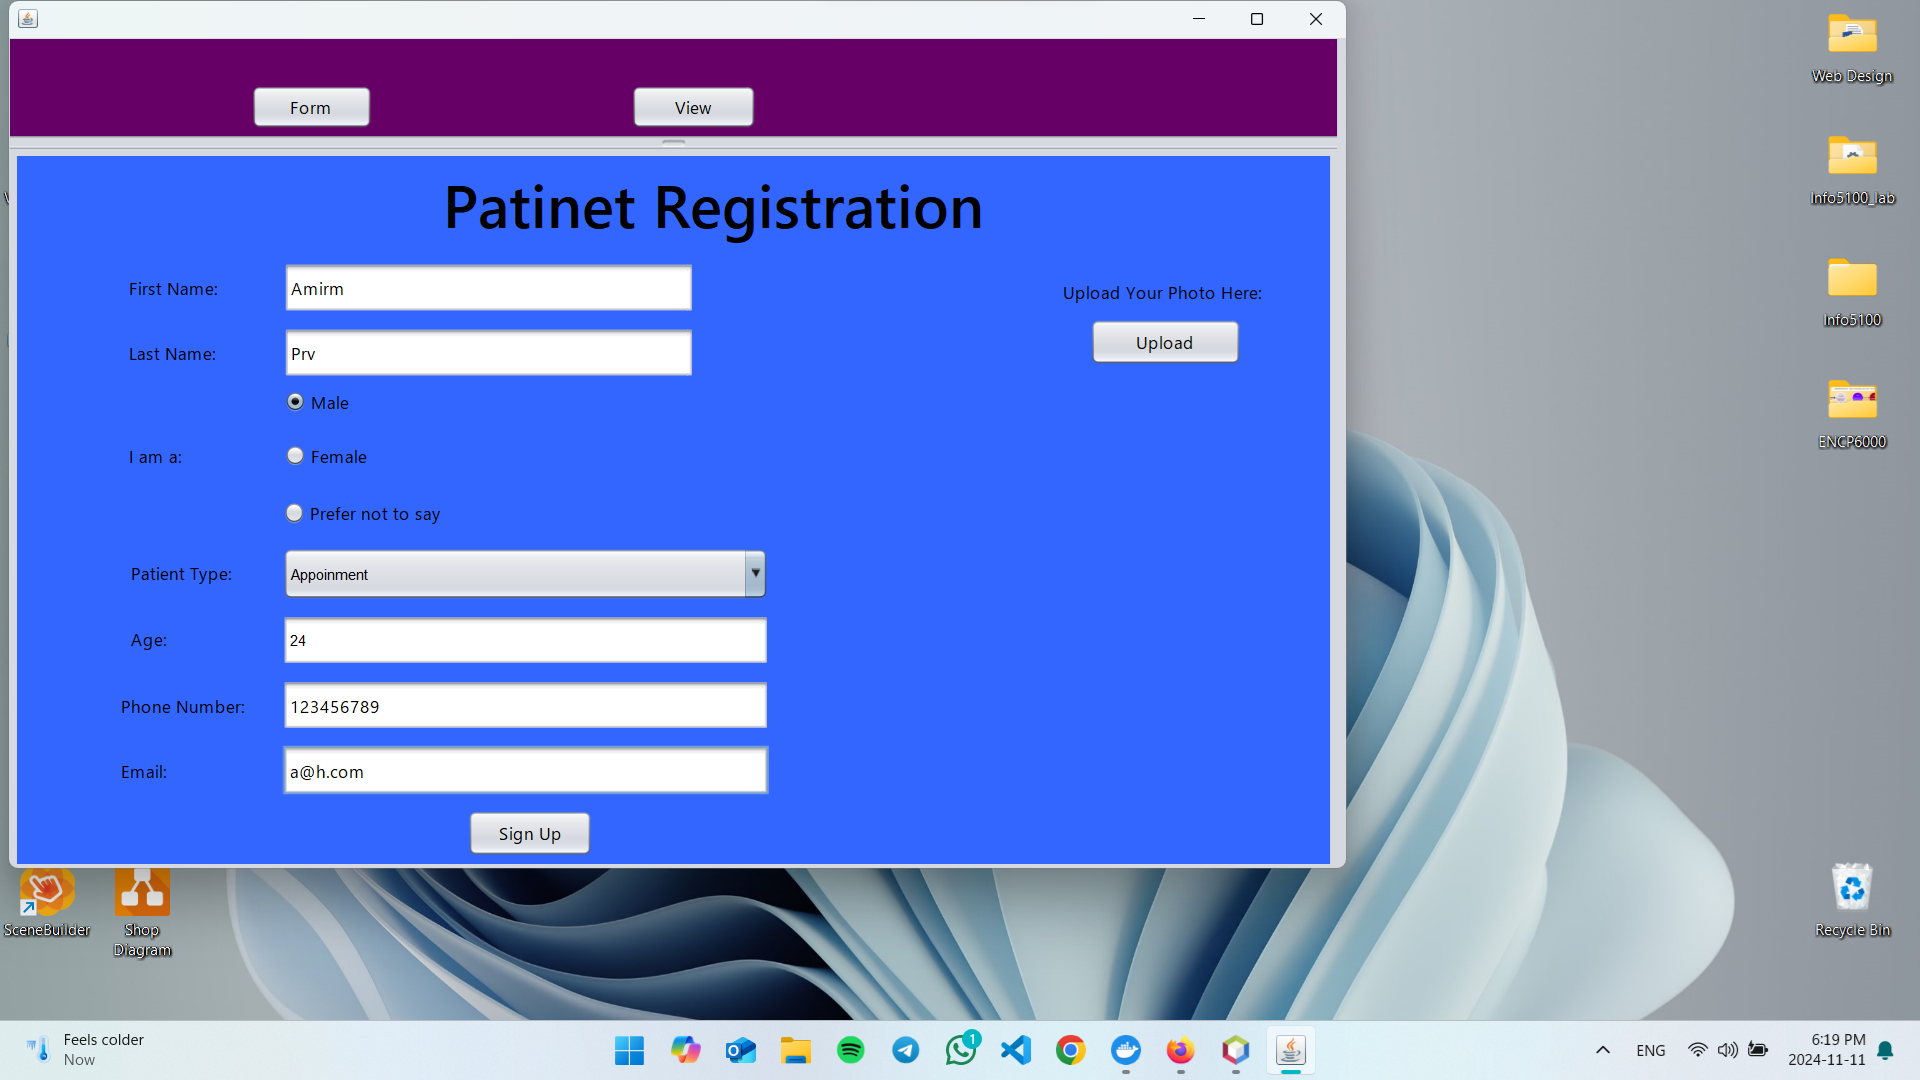 Form
View
Patinet Registration
First Name:
Amirm
Upload Your Photo Here:
Last Name:
Prv
Upload
Male
I am a:
Female
Prefer not to say
Patient Type:
Appoinment
Age:
24
Phone Number:
123456789
Email:
a@h.com
Sign Up
Web Design
Info5100_lab
Info5100
ENCP6000
SceneBuilder
Shop
Diagram
Recycle Bin
Feels colder
Now
1
ENG
6:19 PM
2024-11-11